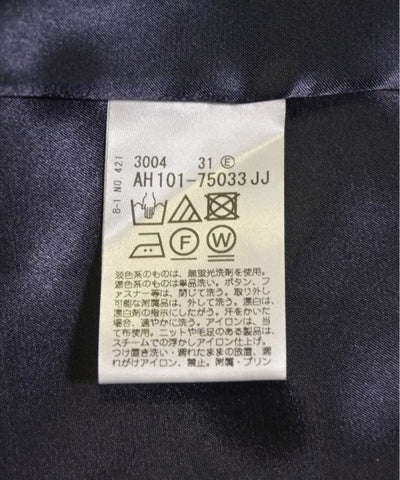 B-I NO 421
3004 31 Ⓔ
AH101-75033JJ
F W
淡色系のものは、無蛍光洗剤を使用。
濃色系のものは単品洗い。ボタン、フ
ァスナー等は、閉じて洗う。取り外し
可能な附属品は、外して洗う。漂白は、
漂白剤の指示にしたがう。汗をかいた
場合、速やかに洗う。アイロンは、当
て布使用。ニットや毛足のある製品は、
スチームでの浮かしアイロン仕上げ。
つけ置き洗い・濡れたままの放置、濡
れがけアイロン、禁止。附属・プリン